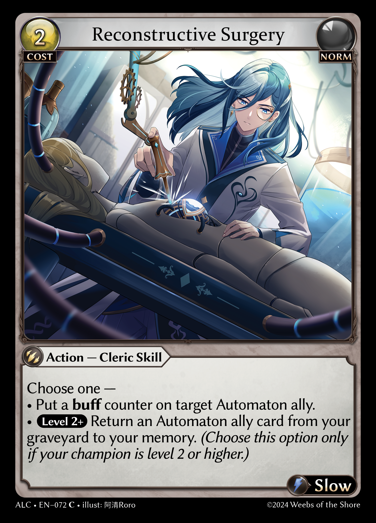 2
Reconstructive Surgery
COST
NORM
Action — Cleric Skill
Choose one —
• Put a buff counter on target Automaton ally.
• Level 2+ Return an Automaton ally card from your
graveyard to your memory. (Choose this option only
if your champion is level 2 or higher.)
Slow
ALC • EN-072 C • illust: 阿清Roro
©2024 Weebs of the Shore